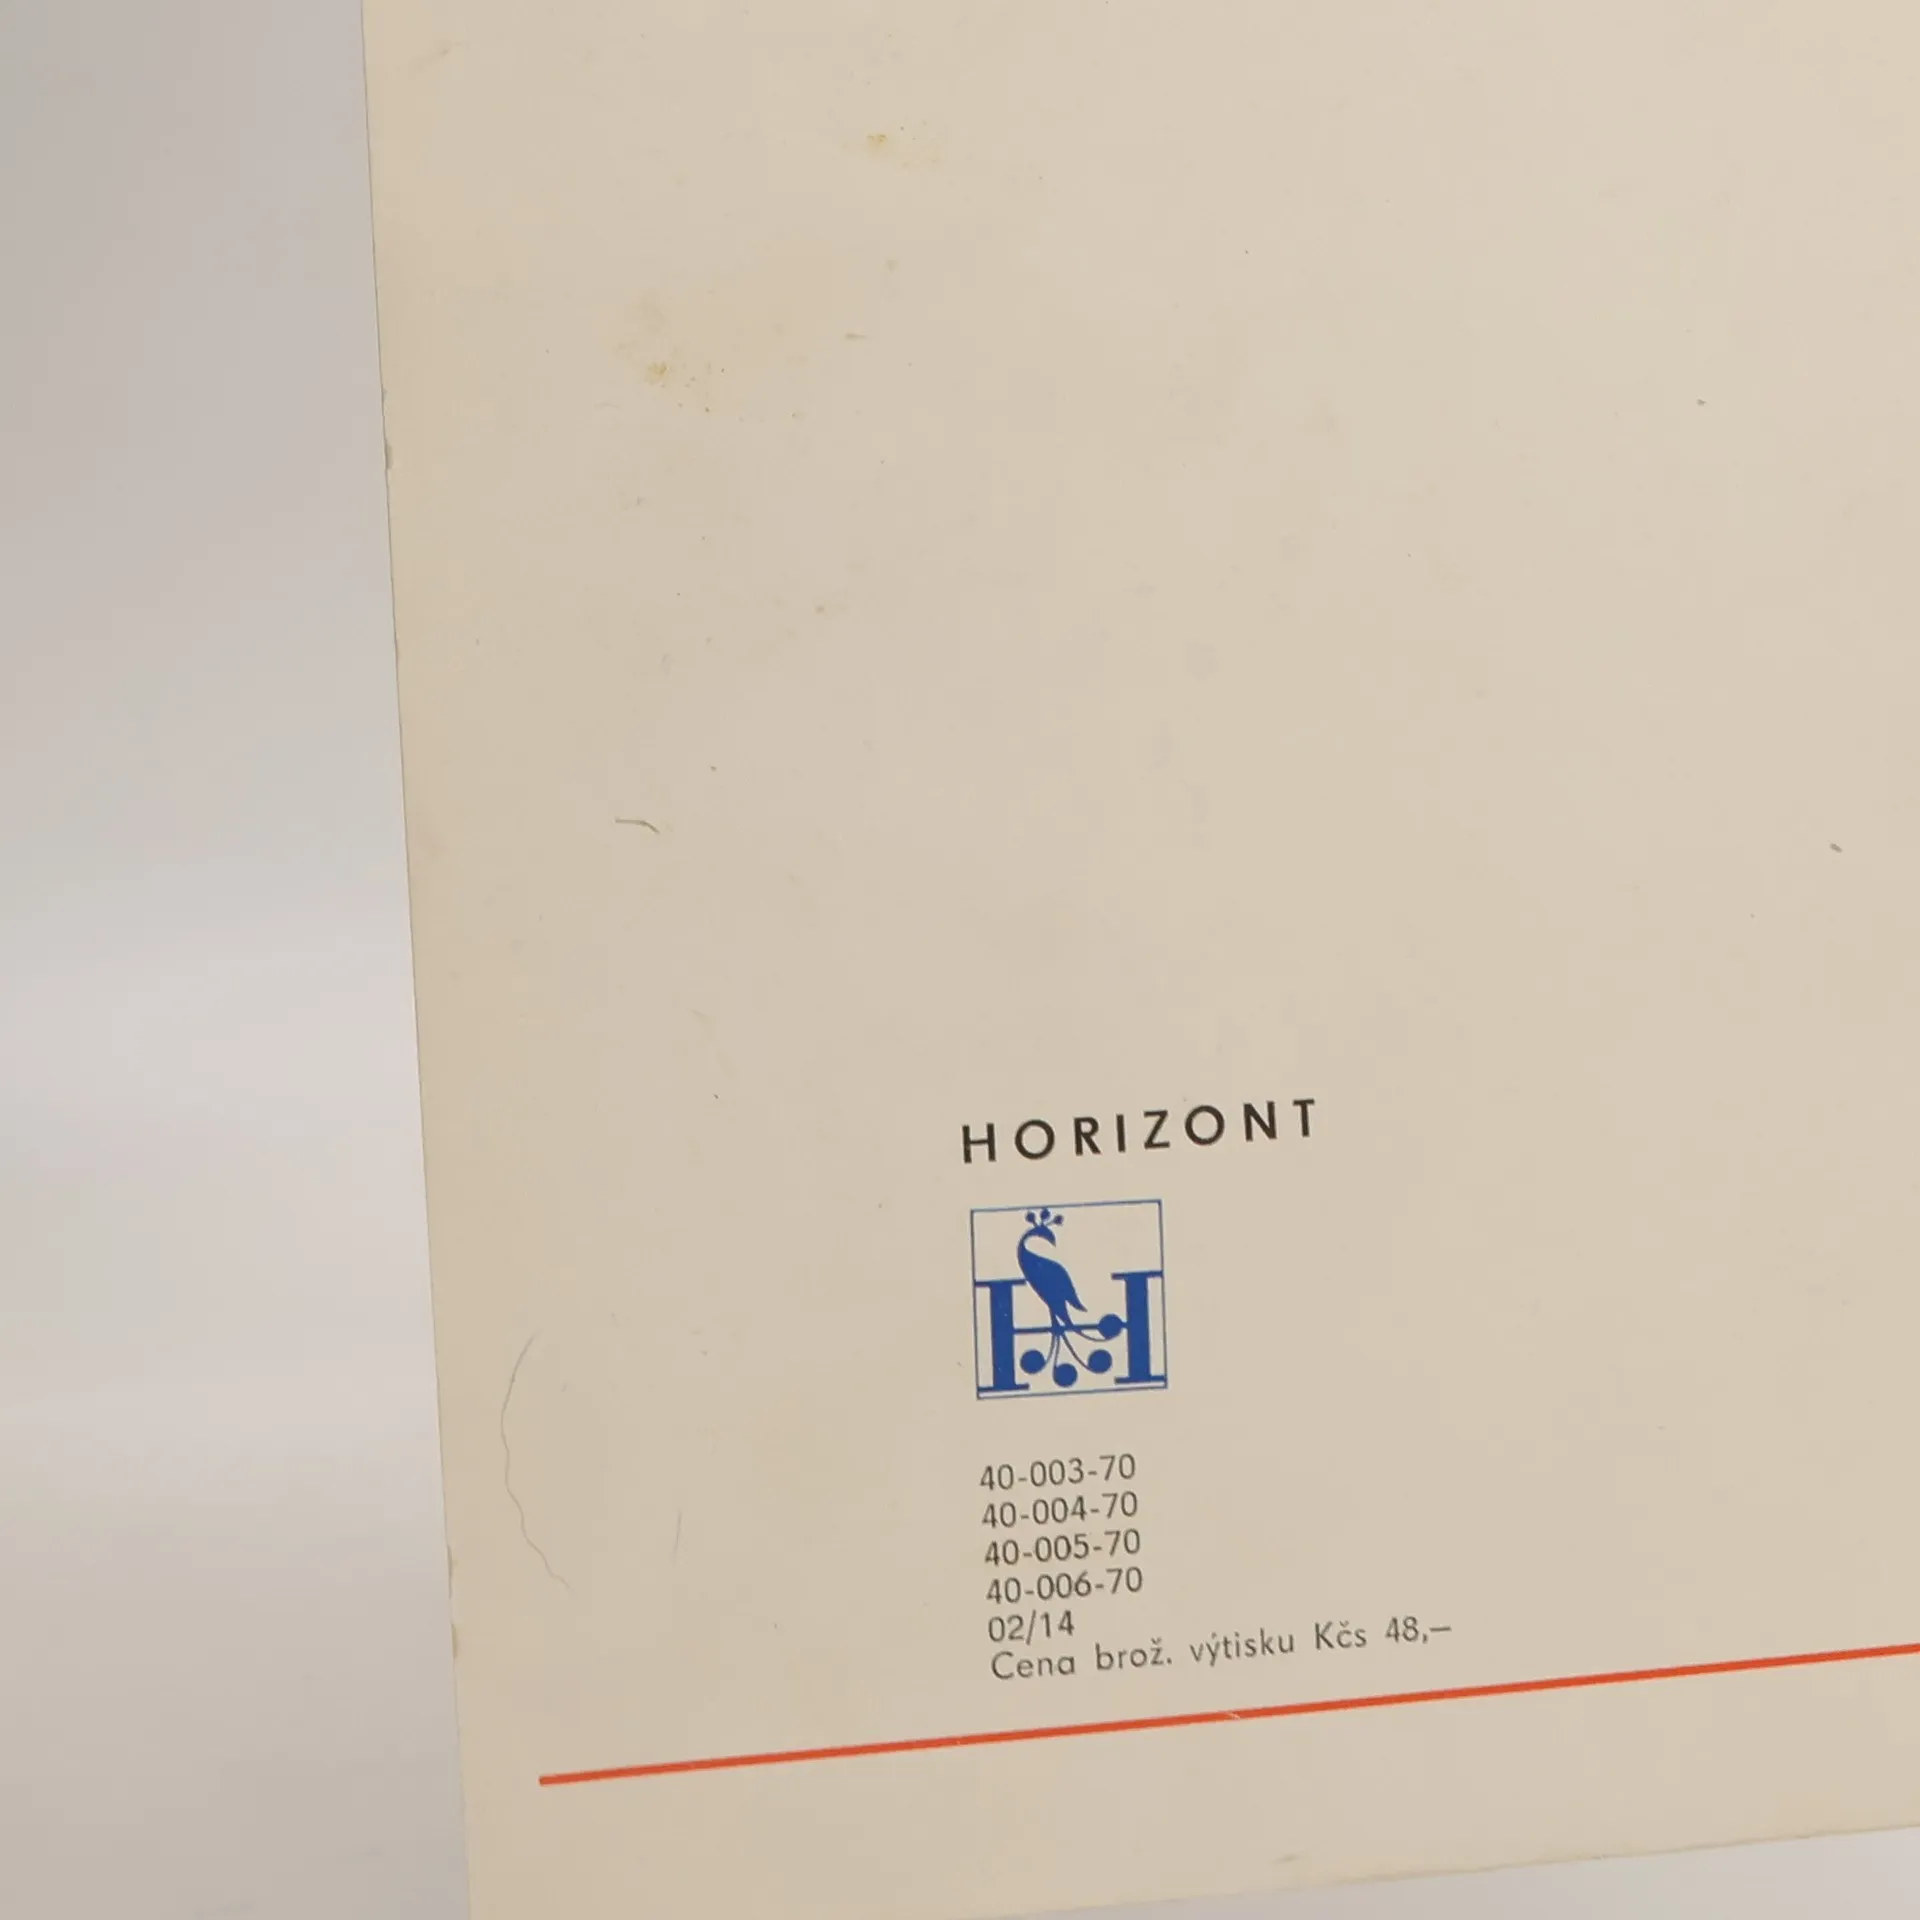 HORIZONT
H
40-003-70
40-004-70
40-005-70
40-006-70
02/14
Cena brož. výtisku Kčs 48,–